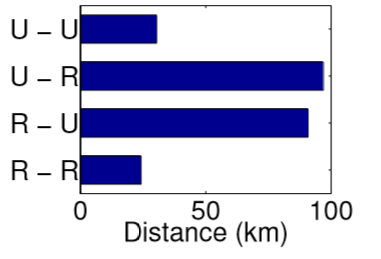 U − U
U − R
R − U
R − R
0 50 100
Distance (km)